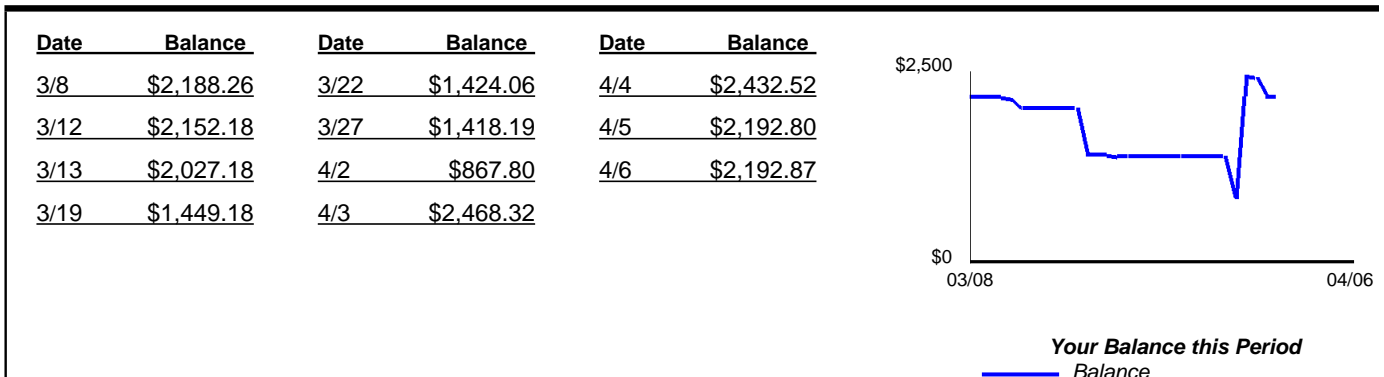 Date Balance Date Balance Date Balance
3/8 $2,188.26 3/22 $1,424.06 4/4 $2,432.52
3/12 $2,152.18 3/27 $1,418.19 4/5 $2,192.80
3/13 $2,027.18 4/2 $867.80 4/6 $2,192.87
3/19 $1,449.18 4/3 $2,468.32
$2,500
$0
03/08 04/06
Your Balance this Period
Balance